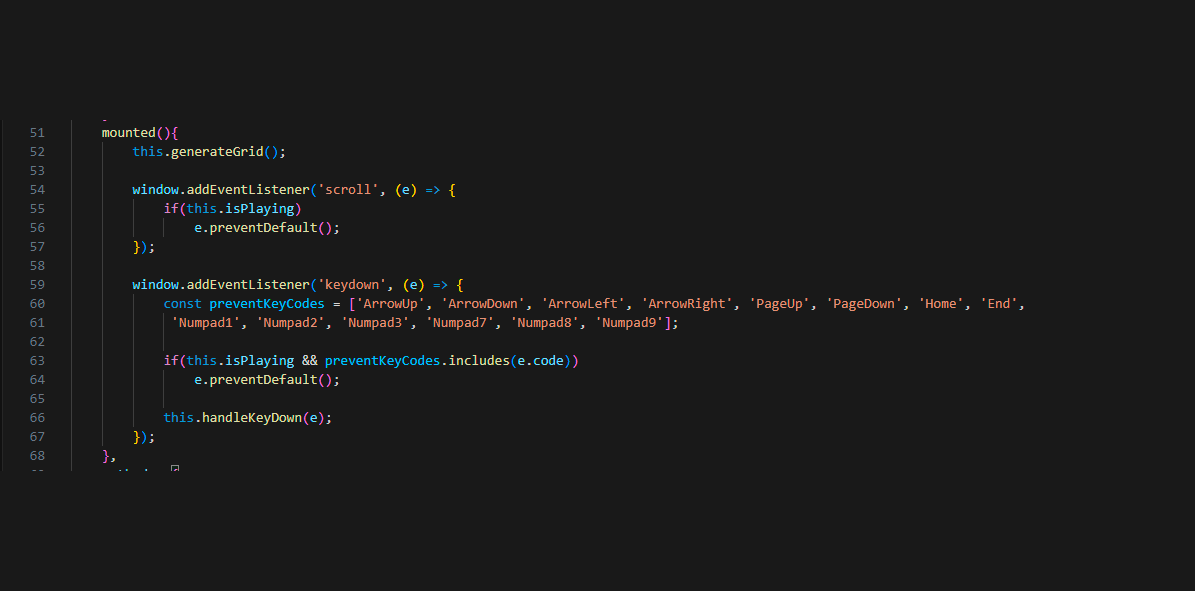 51 mounted(){
52 this.generateGrid();
53
54 window.addEventListener('scroll', (e) => {
55 if(this.isPlaying)
56 e.preventDefault();
57 });
58
59 window.addEventListener('keydown', (e) => {
60 const preventKeyCodes = ['ArrowUp', 'ArrowDown', 'ArrowLeft', 'ArrowRight', 'PageUp', 'PageDown', 'Home', 'End',
61 'Numpad1', 'Numpad2', 'Numpad3', 'Numpad7', 'Numpad8', 'Numpad9'];
62
63 if(this.isPlaying && preventKeyCodes.includes(e.code))
64 e.preventDefault();
65
66 this.handleKeyDown(e);
67 });
68 },